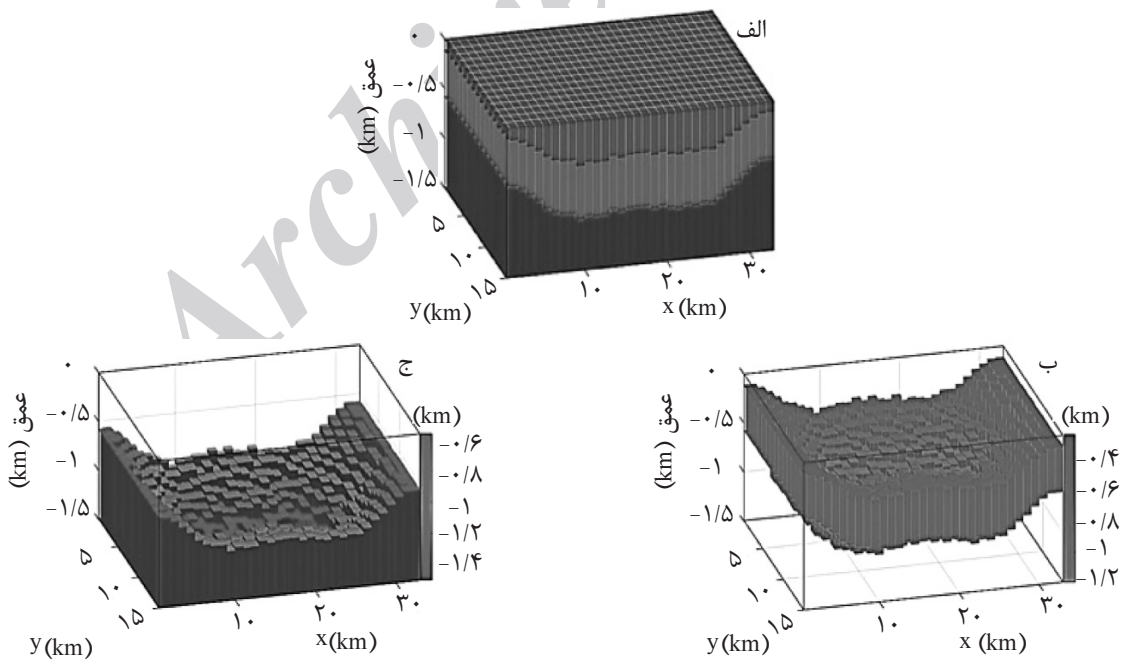 الف
۰
-۰/۵
-۱
-۱/۵
عمق (km)
۵
۱۰
۱۵
y(km)
۱۰
۲۰
۳۰
x(km)
Archi
ج
۰
-۰/۵
-۱
-۱/۵
عمق (km)
۵
۱۰
۱۵
y(km)
۱۰
۲۰
۳۰
x(km)
(km)
-۰/۶
-۰/۸
-۱
-۱/۲
-۱/۴
ب
۰
-۰/۵
-۱
-۱/۵
عمق (km)
۵
۱۰
۱۵
y(km)
۱۰
۲۰
۳۰
x (km)
(km)
-۰/۴
-۰/۶
-۰/۸
-۱
-۱/۲